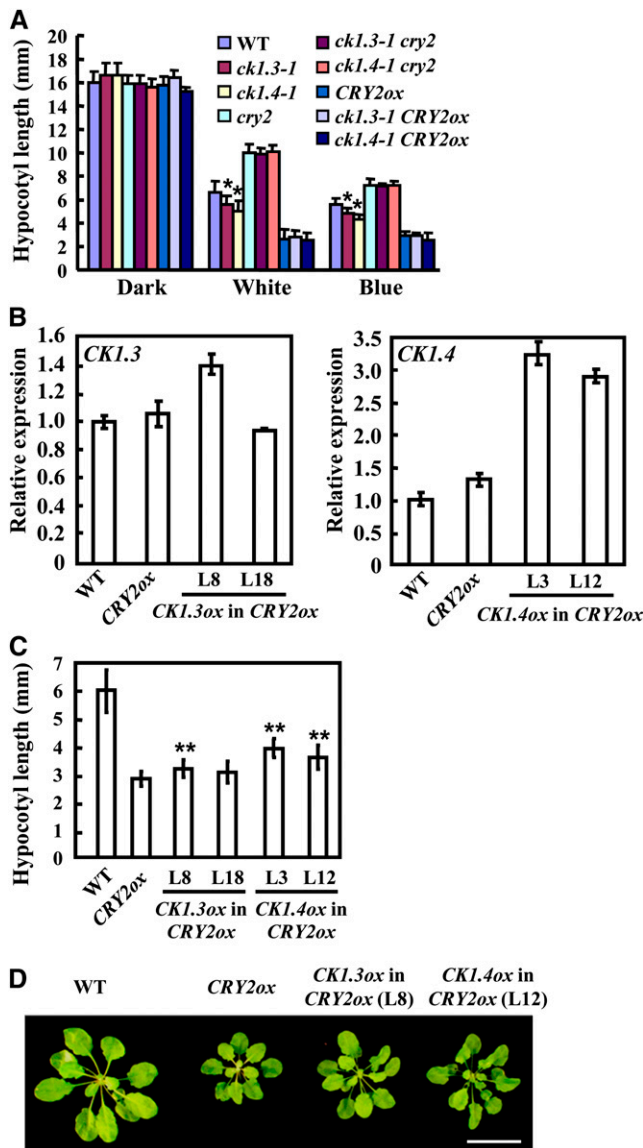 A
Hypocotyl length (mm)
18
16
14
12
10
8
6
4
2
0
WT
ck1.3-1
ck1.4-1
cry2
ck1.3-1 cry2
ck1.4-1 cry2
CRY2ox
ck1.3-1 CRY2ox
ck1.4-1 CRY2ox
* *
* *
Dark White Blue
B
Relative expression
1.6
1.4
1.2
1.0
0.8
0.6
0.4
0.2
0
CK1.3
WT
CRY2ox
L8 L18
CK1.3ox in CRY2ox
Relative expression
3.5
3.0
2.5
2.0
1.5
1.0
0.5
0
CK1.4
WT
CRY2ox
L3 L12
CK1.4ox in CRY2ox
C
Hypocotyl length (mm)
7
6
5
4
3
2
1
0
** ** **
WT
CRY2ox
L8 L18 L3 L12
CK1.3ox in CK1.4ox in
CRY2ox CRY2ox
D
WT
CRY2ox
CK1.3ox in
CRY2ox (L8)
CK1.4ox in
CRY2ox (L12)